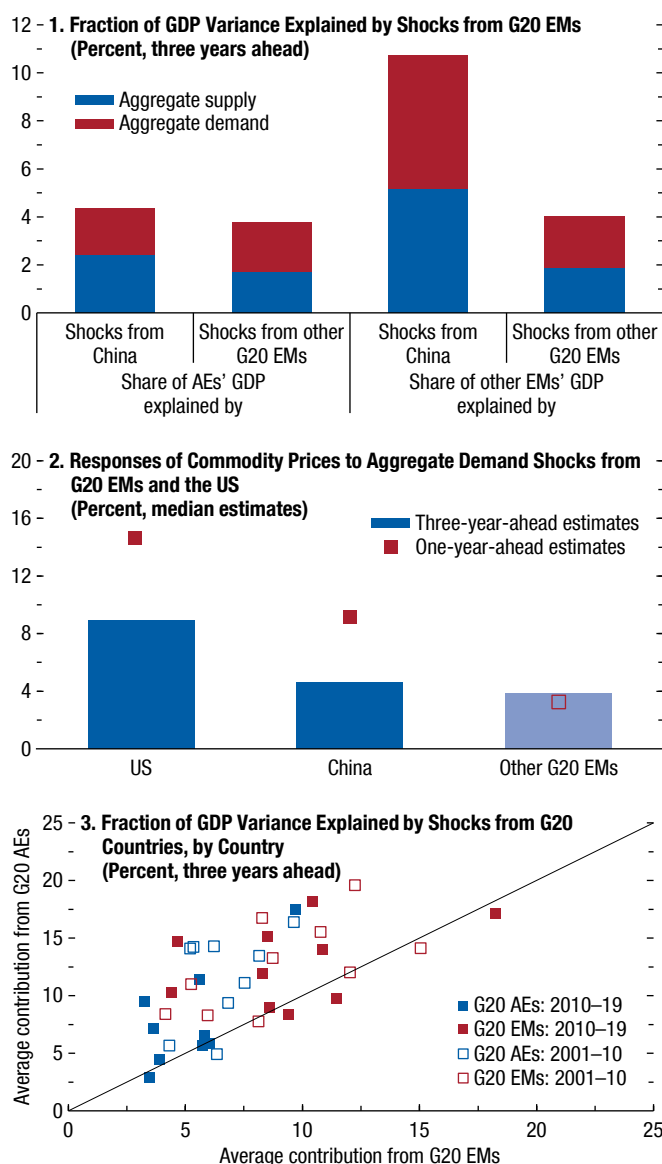 1. Fraction of GDP Variance Explained by Shocks from G20 EMs
(Percent, three years ahead)
12
10
8
6
4
2
0
Aggregate supply
Aggregate demand
Shocks from
China
Shocks from other
G20 EMs
Shocks from
China
Shocks from other
G20 EMs
Share of AEs' GDP
explained by
Share of other EMs' GDP
explained by
2. Responses of Commodity Prices to Aggregate Demand Shocks from
G20 EMs and the US
(Percent, median estimates)
20
16
12
8
4
0
Three-year-ahead estimates
One-year-ahead estimates
US
China
Other G20 EMs
3. Fraction of GDP Variance Explained by Shocks from G20
Countries, by Country
(Percent, three years ahead)
Average contribution from G20 AEs
25
20
15
10
5
0
G20 AEs: 2010–19
G20 EMs: 2010–19
G20 AEs: 2001–10
G20 EMs: 2001–10
0
5
10
15
20
25
Average contribution from G20 EMs